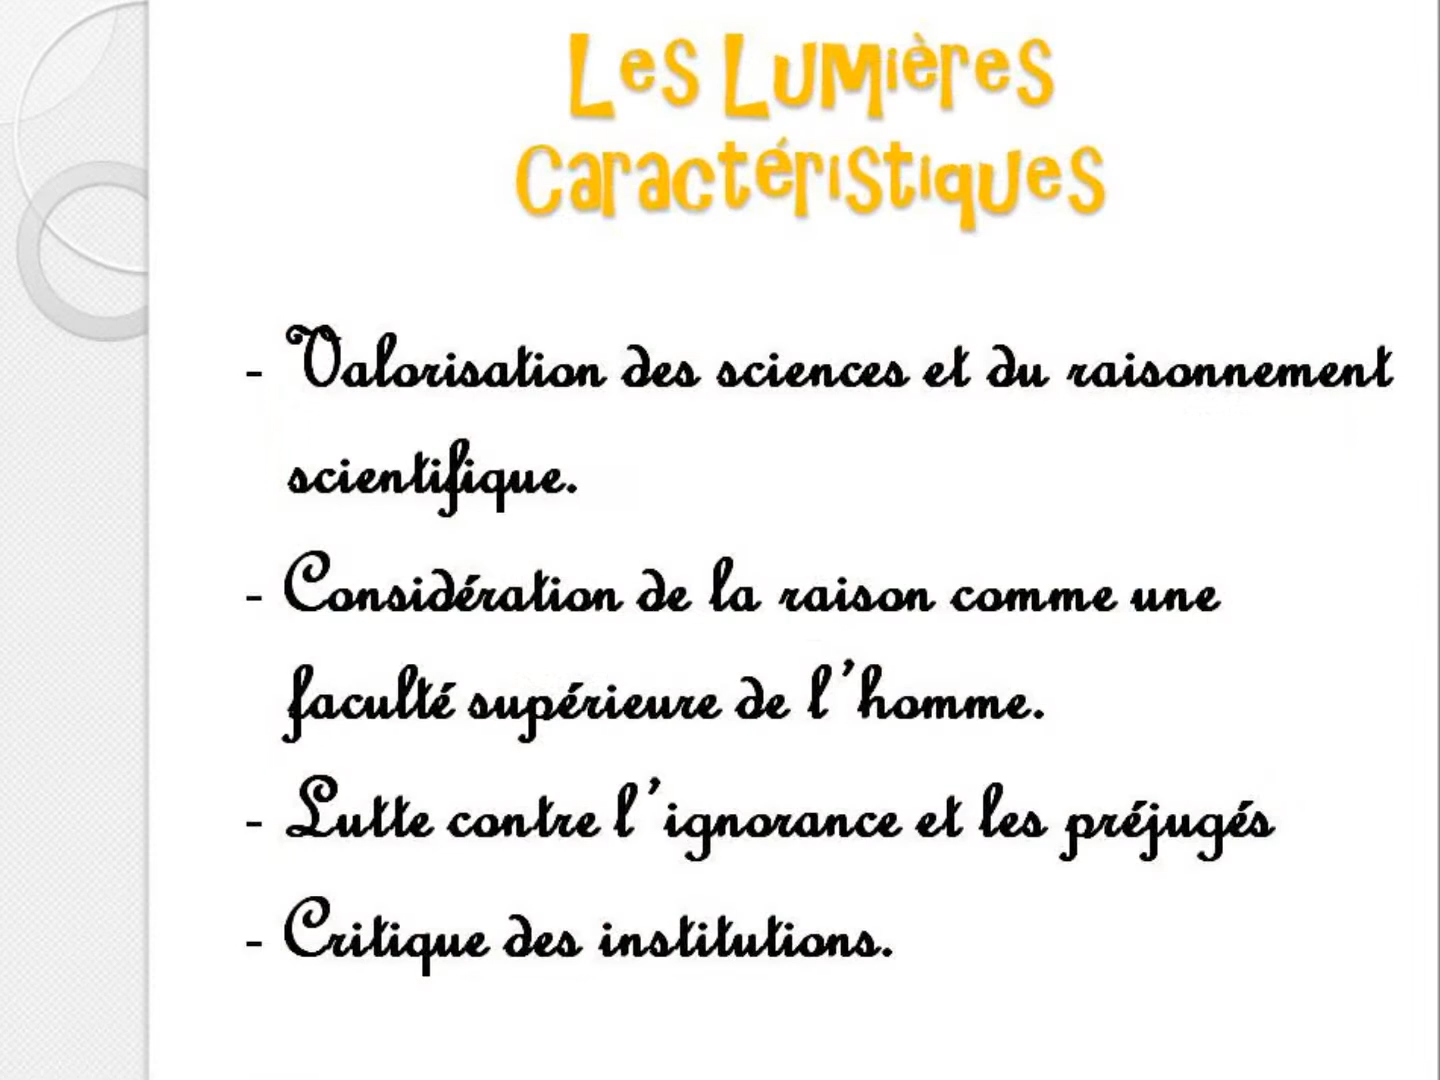 Les Lumières
Caractéristiques
- Valorisation des sciences et du raisonnement
scientifique.
- Considération de la raison comme une
faculté supérieure de l'homme.
- Lutte contre l'ignorance et les préjugés
- Critique des institutions.